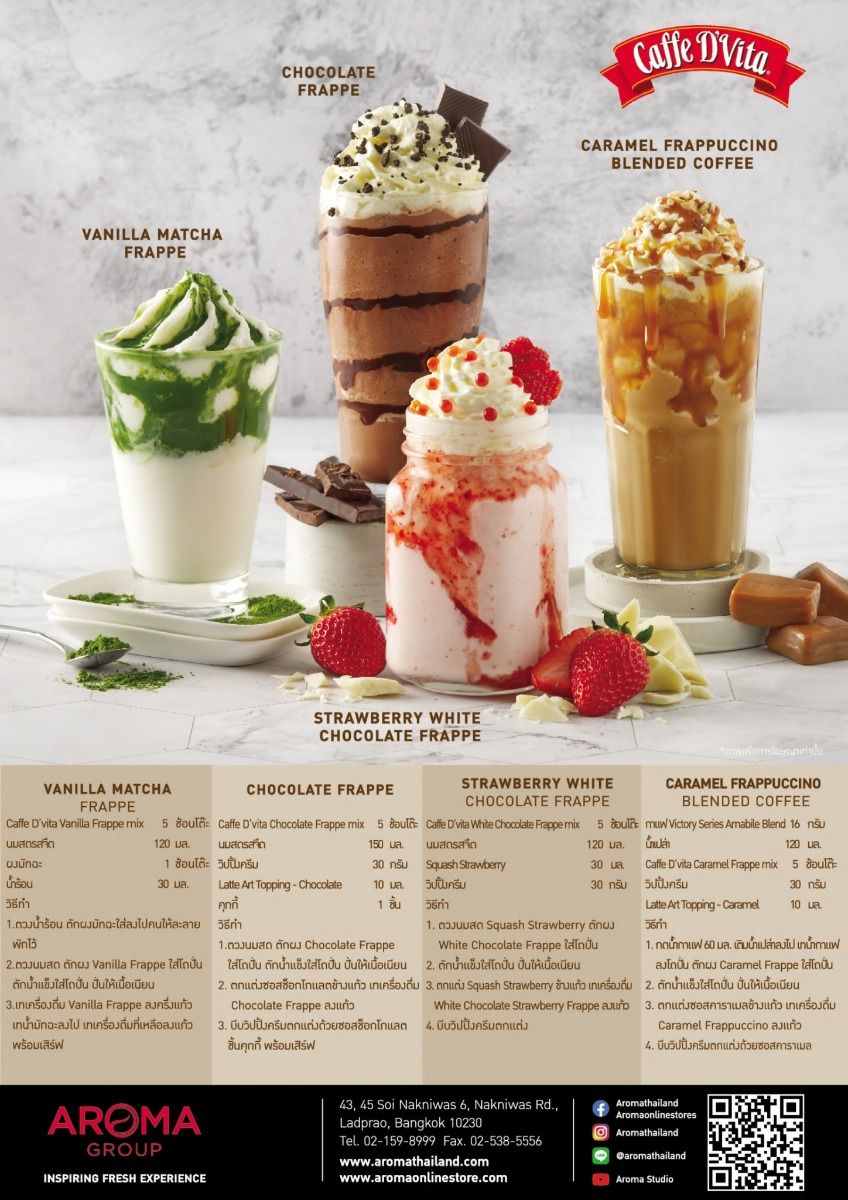 Caffe D'Vita
CHOCOLATE
FRAPPE
CARAMEL FRAPPUCCINO
BLENDED COFFEE
VANILLA MATCHA
FRAPPE
STRAWBERRY WHITE
CHOCOLATE FRAPPE
*ภาพเพื่อการโฆษณาเท่านั้น
VANILLA MATCHA
FRAPPE
Caffe D'vita Vanilla Frappe mix 5 ช้อนโต๊ะ
นมสดรสจืด 120 มล.
ผงมัทฉะ 1 ช้อนโต๊ะ
น้ำร้อน 30 มล.
วิธีทำ
1.ตวงน้ำร้อน ตักผงมัฉะใส่ลงไปคนให้ละลาย
พักไว้
2.ตวงนมสด ตักผง Vanilla Frappe ใส่โถปั่น
ตักน้ำแข็งใส่โถปั่น ปั่นให้เนื้อเนียน
3.เทเครื่องดื่ม Vanilla Frappe ลงครึ่งแก้ว
เทน้ำมัฉะลงไป เทเครื่องดื่มที่เหลือลงแก้ว
พร้อมเสิร์ฟ
CHOCOLATE FRAPPE
Caffe D'vita Chocolate Frappe mix 5 ช้อนโต๊ะ
นมสดรสจืด 150 มล.
วิปปิ้งครีม 30 กรัม
Latte Art Topping - Chocolate 10 มล.
คุกกี้ 1 ชิ้น
วิธีทำ
1.ตวงนมสด ตักผง Chocolate Frappe
ใส่โถปั่น ตักน้ำแข็งใส่โถปั่น ปั่นให้เนื้อเนียน
2. ตกแต่งซอสช็อกโกแลตข้างแก้ว เทเครื่องดื่ม
Chocolate Frappe ลงแก้ว
3. บีบวิปปิ้งครีมตกแต่งด้วยซอสช็อกโกแลต
ชิ้นคุกกี้ พร้อมเสิร์ฟ
STRAWBERRY WHITE
CHOCOLATE FRAPPE
Caffe D'vita White Chocolate Frappe mix 5 ช้อนโต๊ะ
นมสดรสจืด 120 มล.
Squash Strawberry 30 มล.
วิปปิ้งครีม 30 กรัม
วิธีทำ
1. ตวงนมสด Squash Strawberry ตักผง
White Chocolate Frappe ใส่โถปั่น
2. ตักน้ำแข็งใส่โถปั่น ปั่นให้เนื้อเนียน
3. ตกแต่ง Squash Strawberry ข้างแก้ว เทเครื่องดื่ม
White Chocolate Strawberry Frappe ลงแก้ว
4. บีบวิปปิ้งครีมตกแต่ง
CARAMEL FRAPPUCCINO
BLENDED COFFEE
กาแฟ Victory Series Amabile Blend 16 กรัม
น้ำเปล่า 120 มล.
Caffe D'vita Caramel Frappe mix 5 ช้อนโต๊ะ
วิปปิ้งครีม 30 กรัม
Latte Art Topping - Caramel 10 มล.
วิธีทำ
1. กดน้ำกาแฟ 60 มล. เติมน้ำเปล่าลงไป เทน้ำกาแฟ
ลงโถปั่น ตักผง Caramel Frappe ใส่โถปั่น
2. ตักน้ำแข็งใส่โถปั่น ปั่นให้เนื้อเนียน
3. ตกแต่งซอสคาราเมลข้างแก้ว เทเครื่องดื่ม
Caramel Frappuccino ลงแก้ว
4. บีบวิปปิ้งครีมตกแต่งด้วยซอสคาราเมล
AROMA
GROUP
INSPIRING FRESH EXPERIENCE
43, 45 Soi Nakniwas 6, Nakniwas Rd.,
Ladprao, Bangkok 10230
Tel. 02-159-8999 Fax. 02-538-5556
www.aromathailand.com
www.aromaonlinestore.com
Aromathailand
Aromaonlinestores
Aromathailand
@aromathailand
Aroma Studio